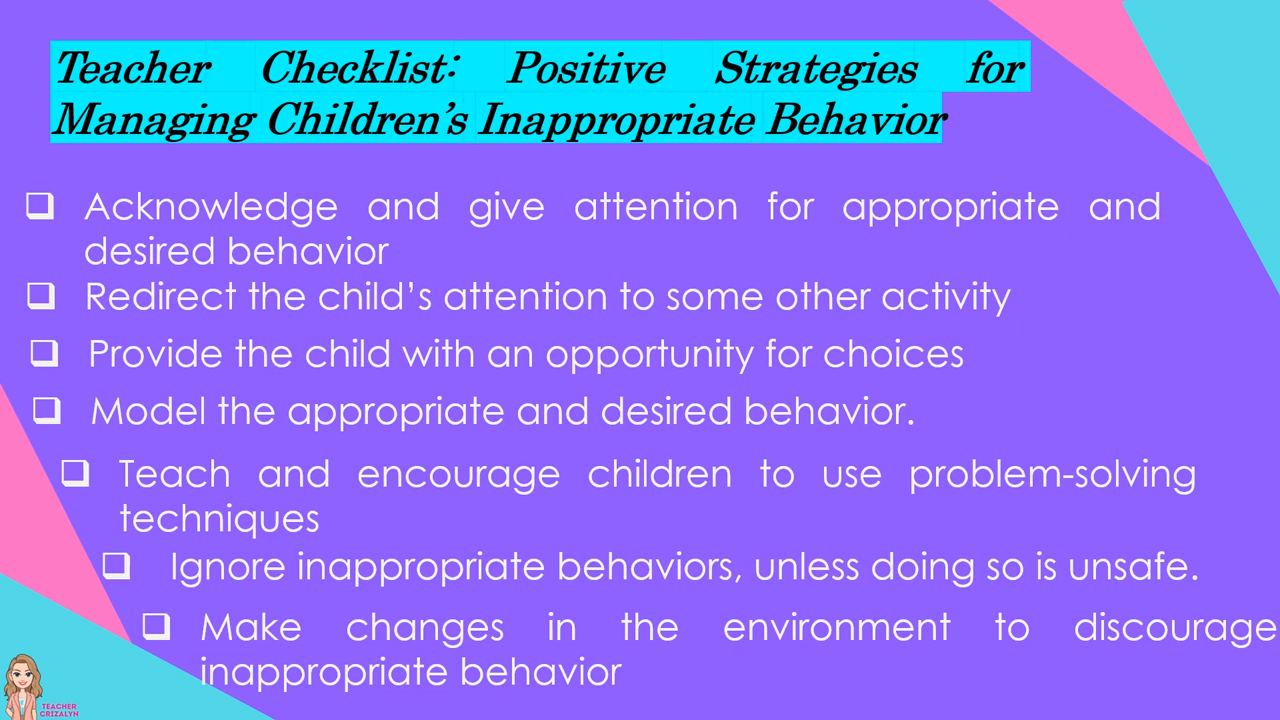 Teacher Checklist: Positive Strategies for
Managing Children’s Inappropriate Behavior
❑ Acknowledge and give attention for appropriate and
desired behavior
❑ Redirect the child’s attention to some other activity
❑ Provide the child with an opportunity for choices
❑ Model the appropriate and desired behavior.
❑ Teach and encourage children to use problem-solving
techniques
❑ Ignore inappropriate behaviors, unless doing so is unsafe.
❑ Make changes in the environment to discourage
inappropriate behavior
TEACHER
CRIZALYN